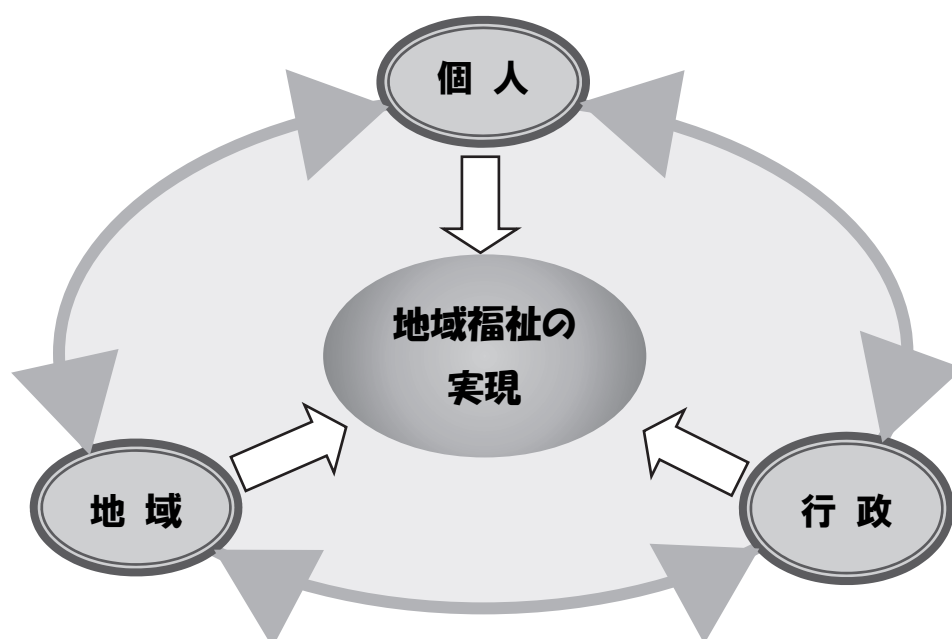 個 人
地域福祉の
実現
地 域
行 政